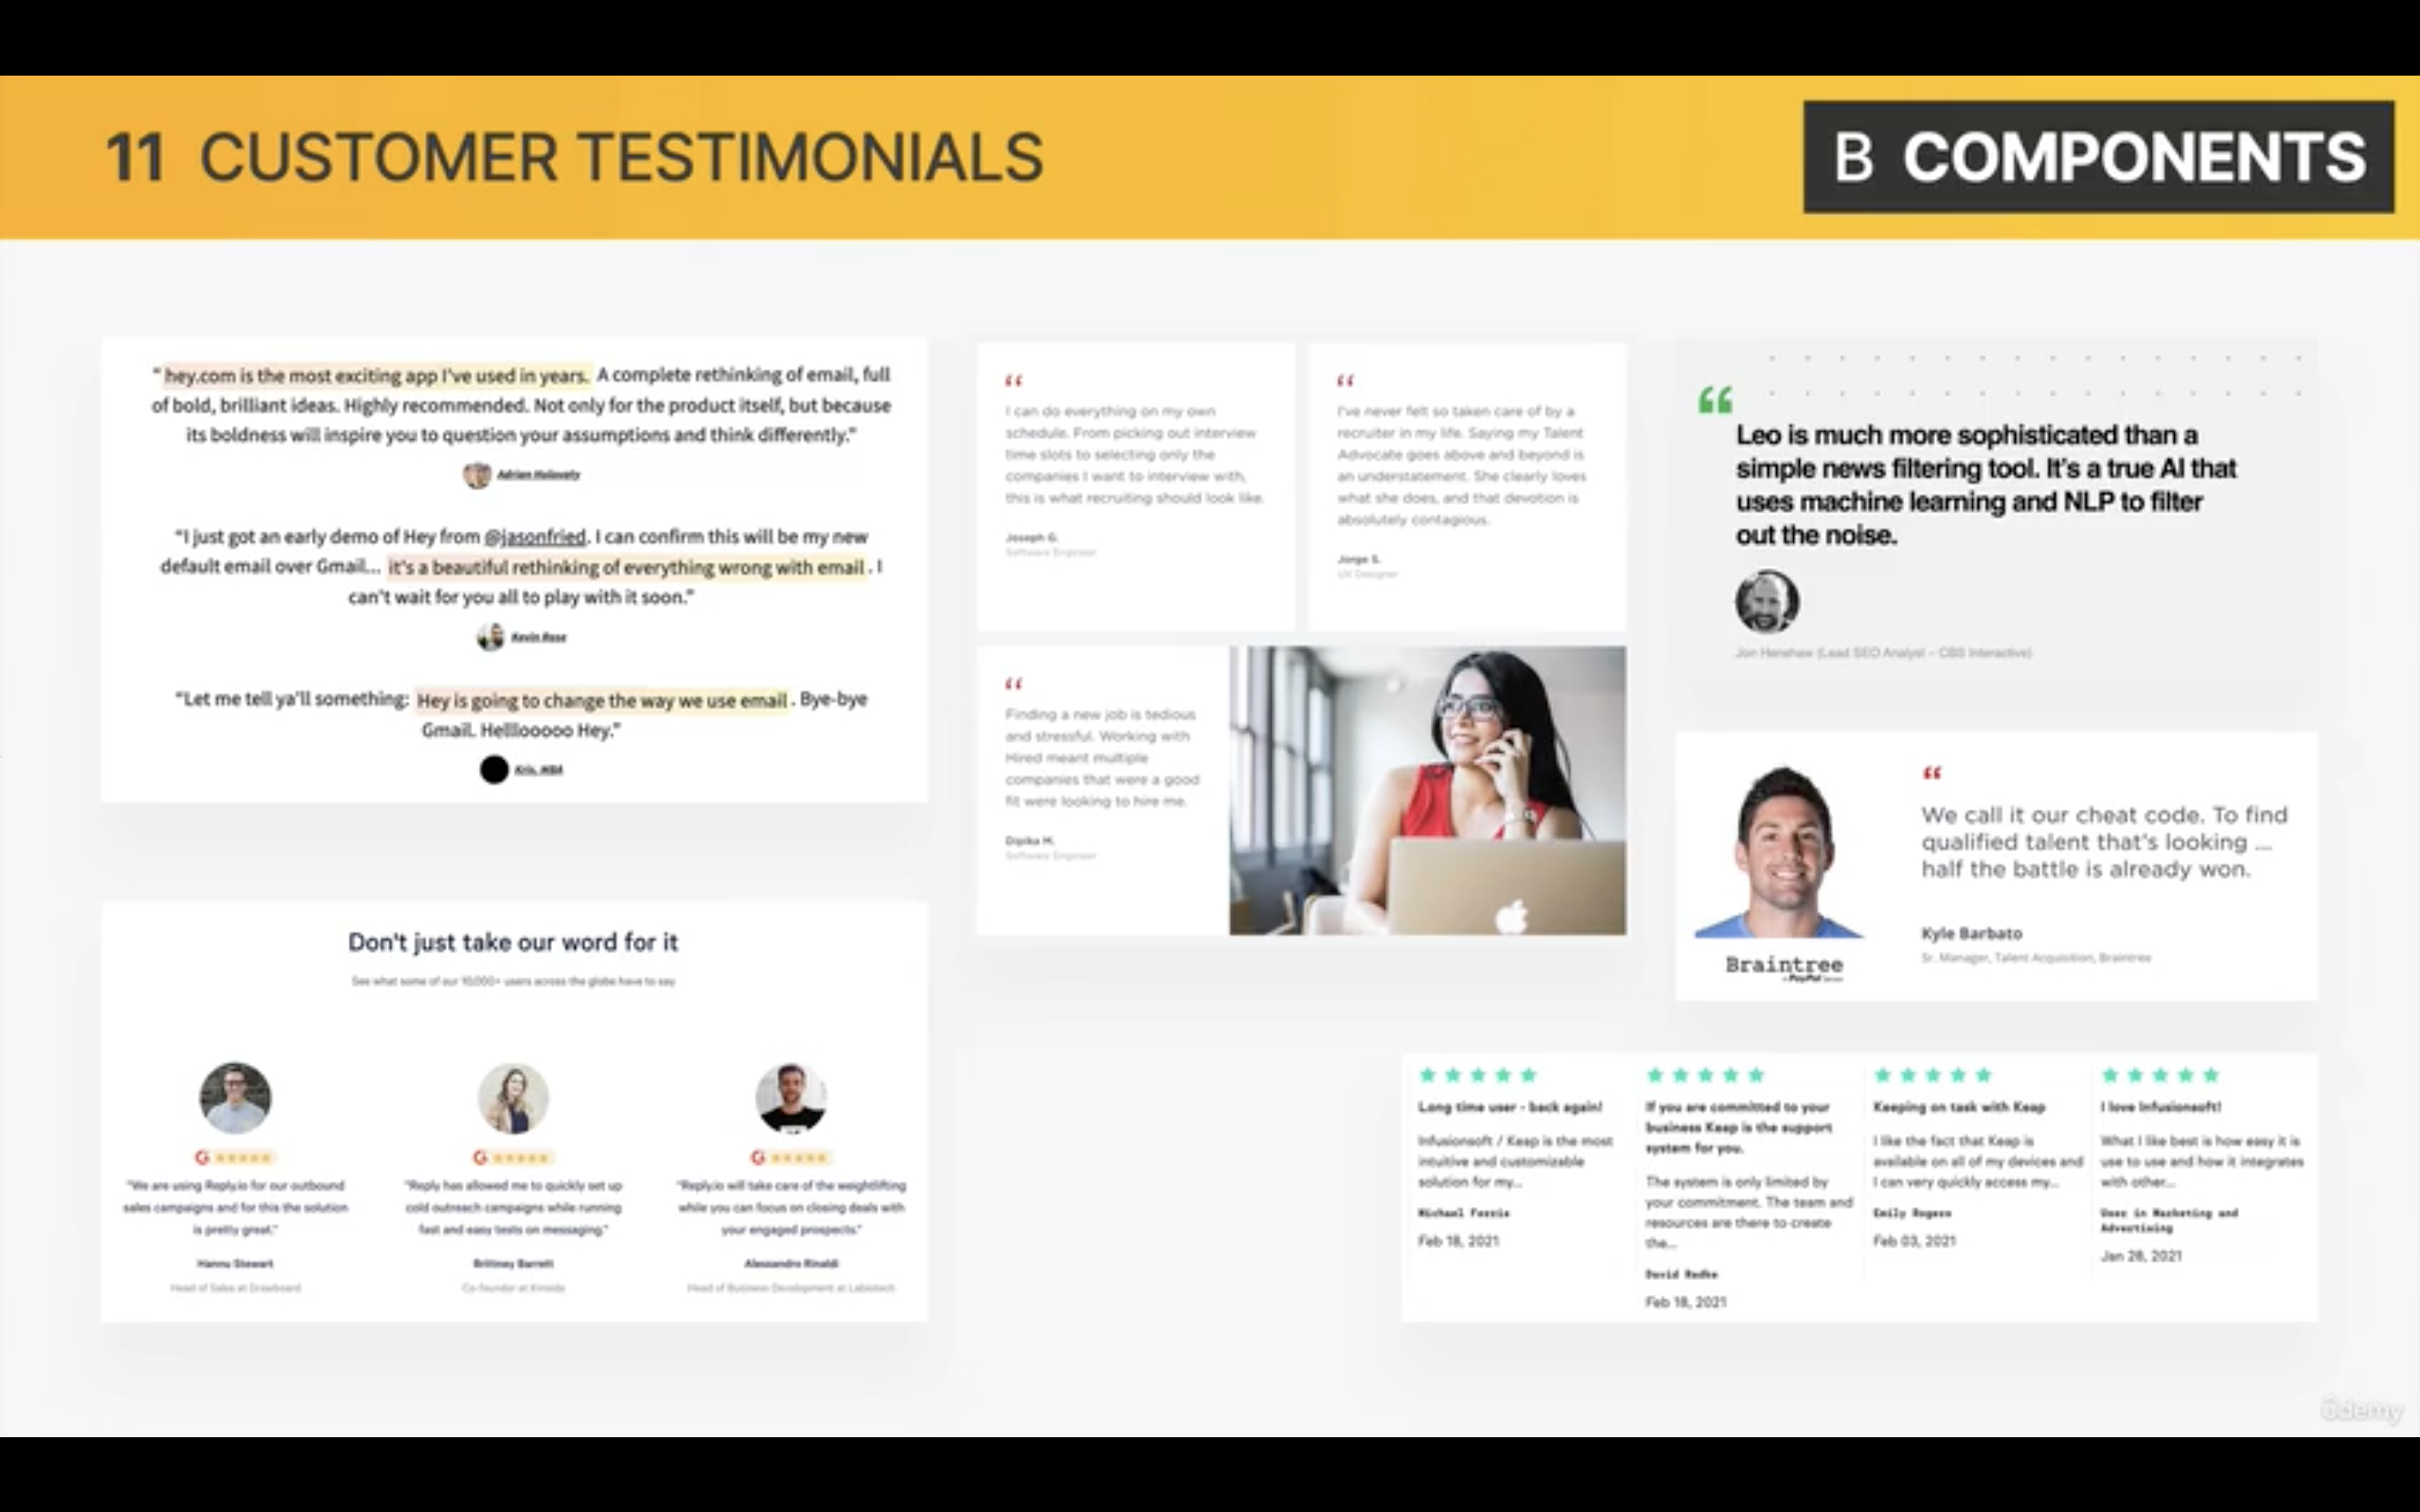 11 CUSTOMER TESTIMONIALS
B COMPONENTS
“ hey.com is the most exciting app I've used in years. A complete rethinking of email, full
of bold, brilliant ideas. Highly recommended. Not only for the product itself, but because
its boldness will inspire you to question your assumptions and think differently.”
Adrian Holovaty
“I just got an early demo of Hey from @jasonfried. I can confirm this will be my new
default email over Gmail... it's a beautiful rethinking of everything wrong with email . I
can't wait for you all to play with it soon.”
Kevin Rose
“Let me tell ya'll something: Hey is going to change the way we use email . Bye-bye
Gmail. Realloooo Hey.”
Kris, MBA
Don't just take our word for it
See what some of our 10,000+ users across the globe have to say
G
G
G
“We are using Reply.io for our outbound
sales campaigns and for this the solution
is pretty great.”
Hannu Stewart
Head of Sales at Drawboard
“Reply has allowed me to quickly set up
cold outreach campaigns while running
fast and easy tests on messaging.”
Brittney Barrett
Co-founder at Kinside
“Reply.io will take care of the weightlifting
while you can focus on closing deals with
your engaged prospects.”
Alessandro Rinaldi
Head of Business Development at Labiotech
“
I can do everything on my own
schedule. From picking out interview
time slots to selecting only the
companies I want to interview with,
this is what recruiting should look like.
Joseph G.
Software Engineer
“
I've never felt so taken care of by a
recruiter in my life. Saying my Talent
Advocate goes above and beyond is
an understatement. She clearly loves
what she does, and that devotion is
absolutely contagious.
Jorge S.
UX Designer
“
Finding a new job is tedious
and stressful. Working with
Hired meant multiple
companies that were a good
fit were looking to hire me.
Dipika M.
Software Engineer
“
Leo is much more sophisticated than a
simple news filtering tool. It's a true AI that
uses machine learning and NLP to filter
out the noise.
Jon Henshaw (Lead SEO Analyst – CBS Interactive)
“
We call it our cheat code. To find
qualified talent that's looking ...
half the battle is already won.
Kyle Barbato
Sr. Manager, Talent Acquisition, Braintree
Braintree
a PayPal Service
Long time user - back again!
Infusionsoft / Keap is the most
intuitive and customizable
solution for my...
Michael Ferris
Feb 18, 2021
If you are committed to your
business Keap is the support
system for you.
The system is only limited by
your commitment. The team and
resources are there to create
the...
David Radke
Feb 18, 2021
Keeping on task with Keap
I like the fact that Keap is
available on all of my devices and
I can very quickly access my...
Emily Rogers
Feb 03, 2021
I love Infusionsoft!
What I like best is how easy it is
use to use and how it integrates
with other...
User in Marketing and
Advertising
Jan 28, 2021
ûdemy